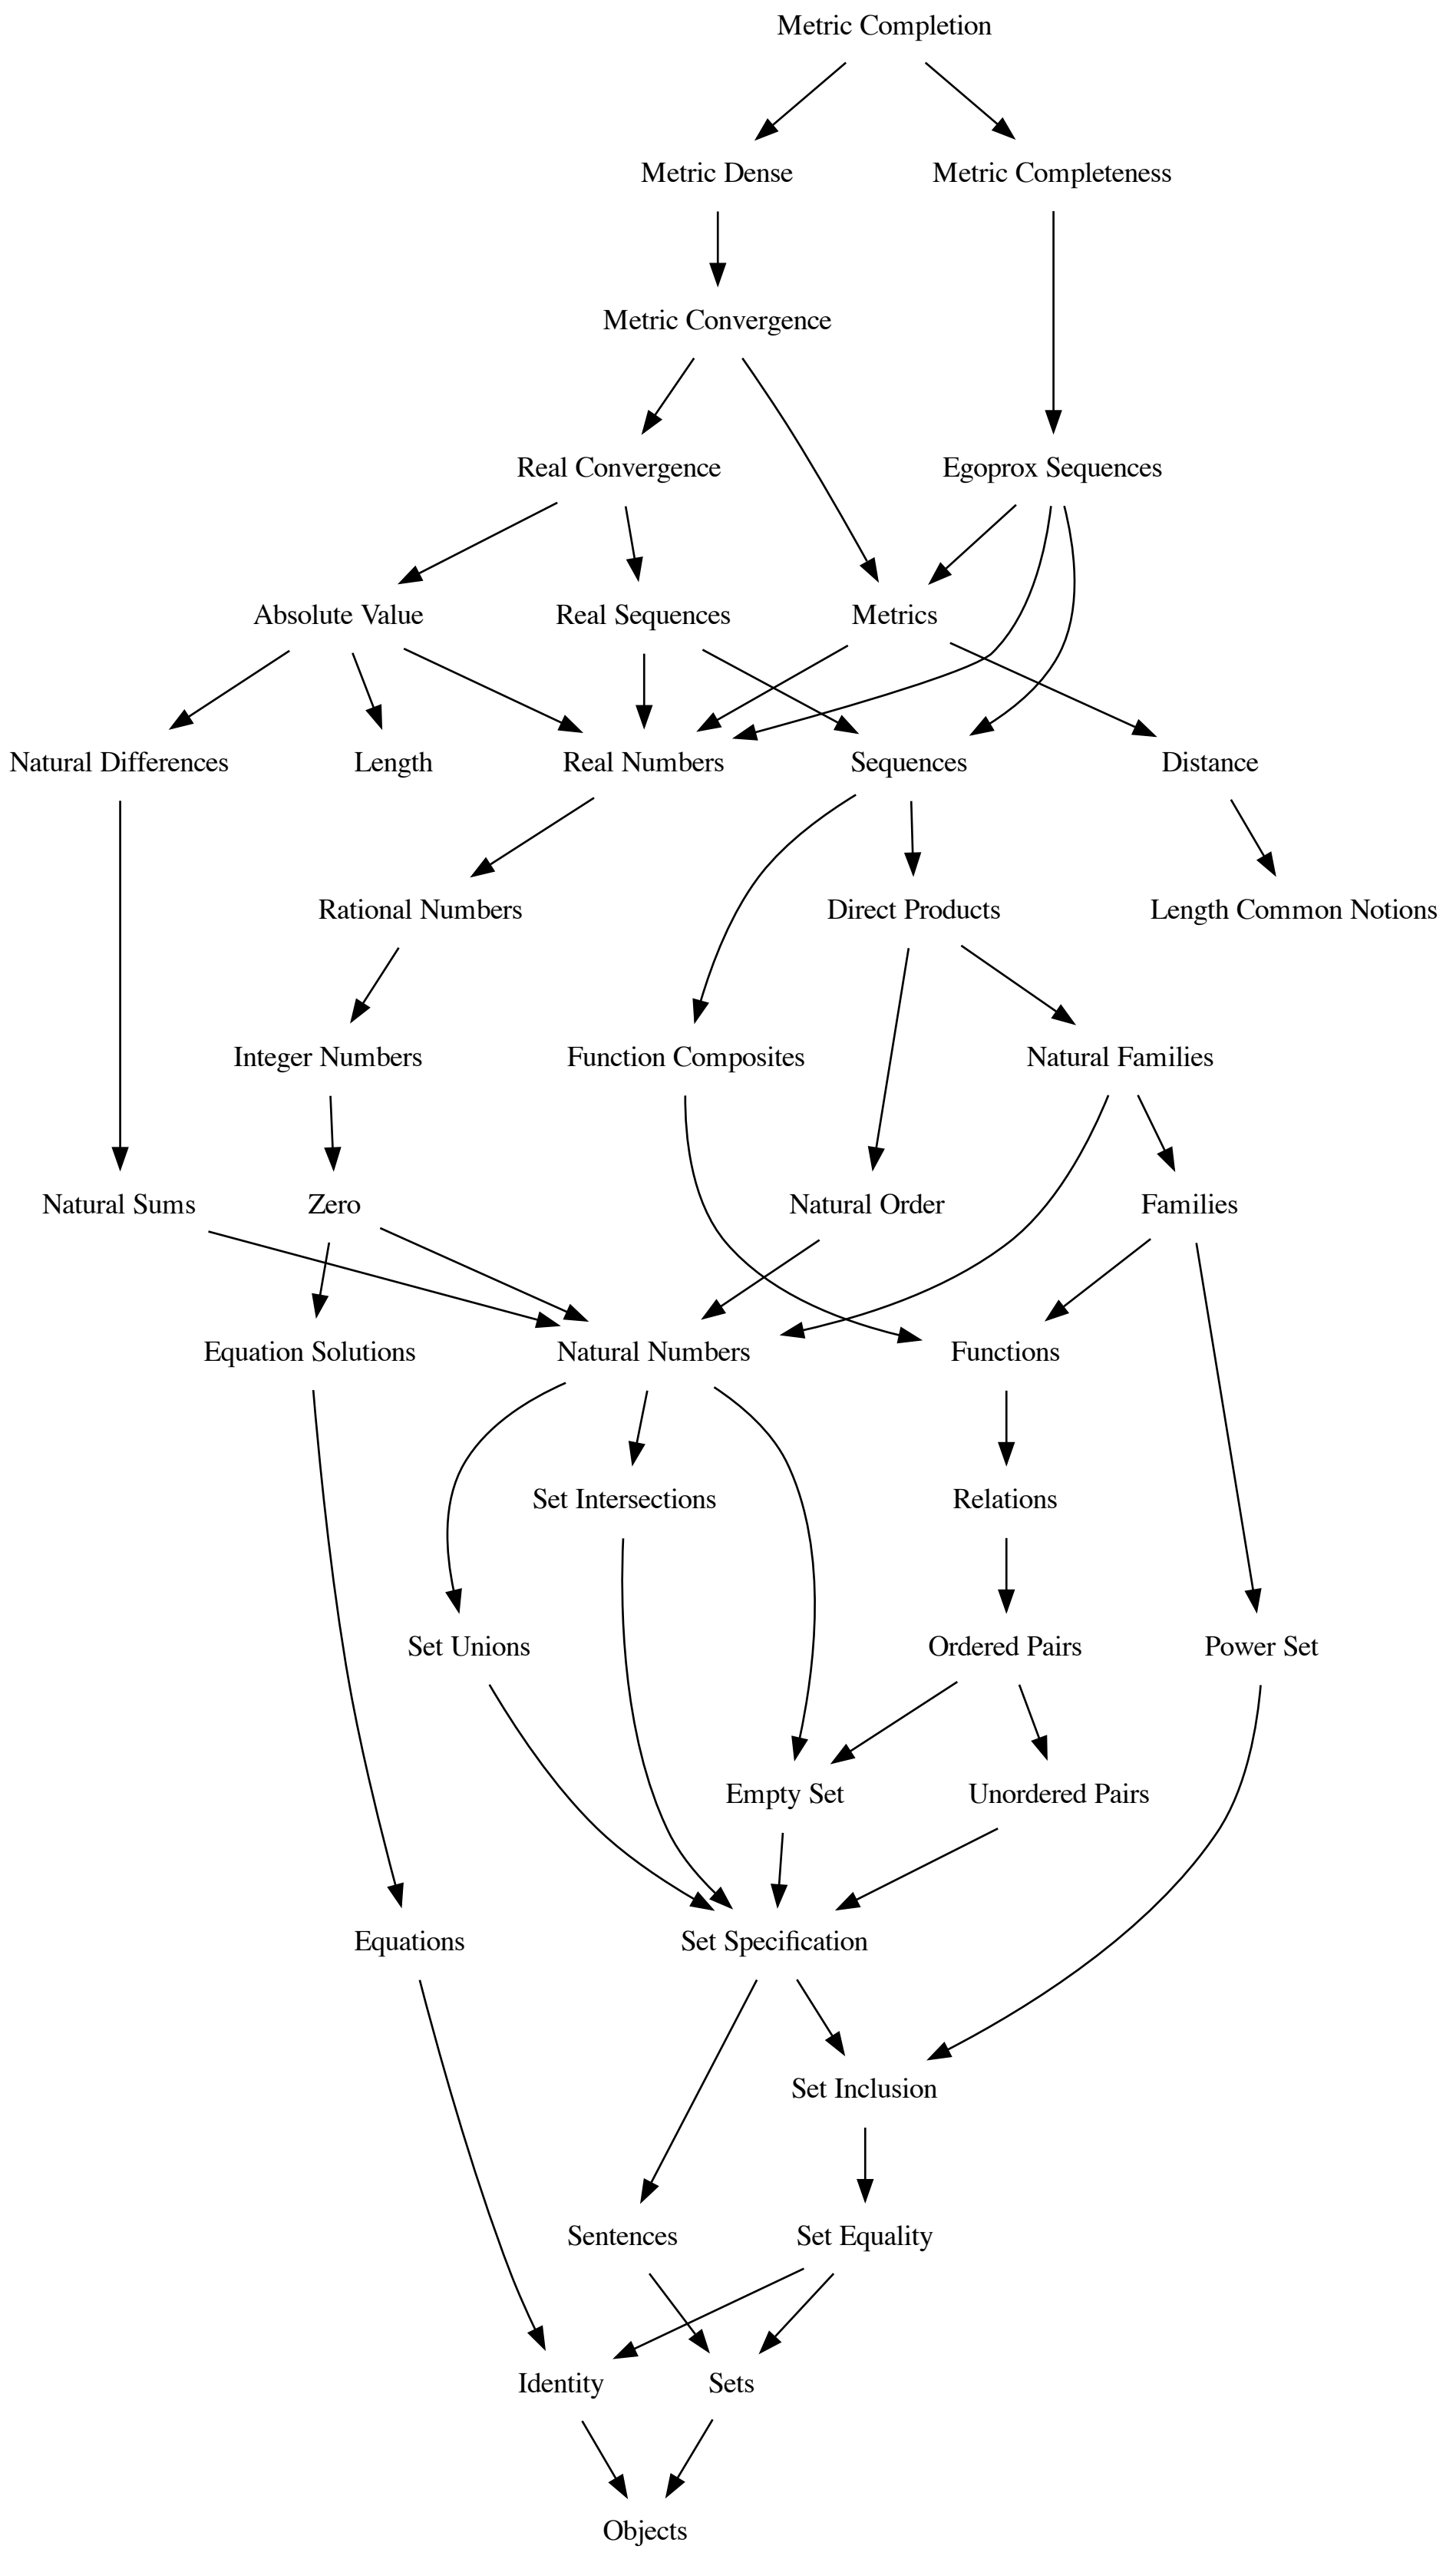 Metric Completion
Metric Dense
Metric Completeness
Metric Convergence
Real Convergence
Egoprox Sequences
Absolute Value
Real Sequences
Metrics
Natural Differences
Length
Real Numbers
Sequences
Distance
Rational Numbers
Direct Products
Length Common Notions
Integer Numbers
Function Composites
Natural Families
Natural Sums
Zero
Natural Order
Families
Equation Solutions
Natural Numbers
Functions
Set Intersections
Relations
Set Unions
Ordered Pairs
Power Set
Empty Set
Unordered Pairs
Equations
Set Specification
Set Inclusion
Sentences
Set Equality
Identity
Sets
Objects